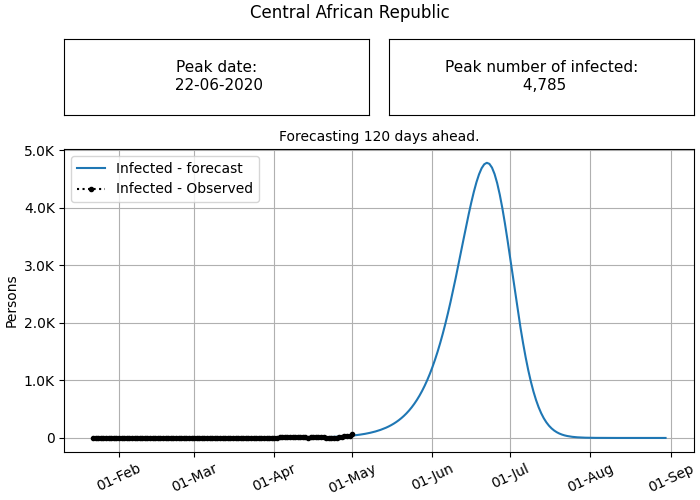 Central African Republic
Peak date:
22-06-2020
Peak number of infected:
4,785
Forecasting 120 days ahead.
Infected - forecast
Infected - Observed
Persons
5.0K
4.0K
3.0K
2.0K
1.0K
0
01-Feb
01-Mar
01-Apr
01-May
01-Jun
01-Jul
01-Aug
01-Sep